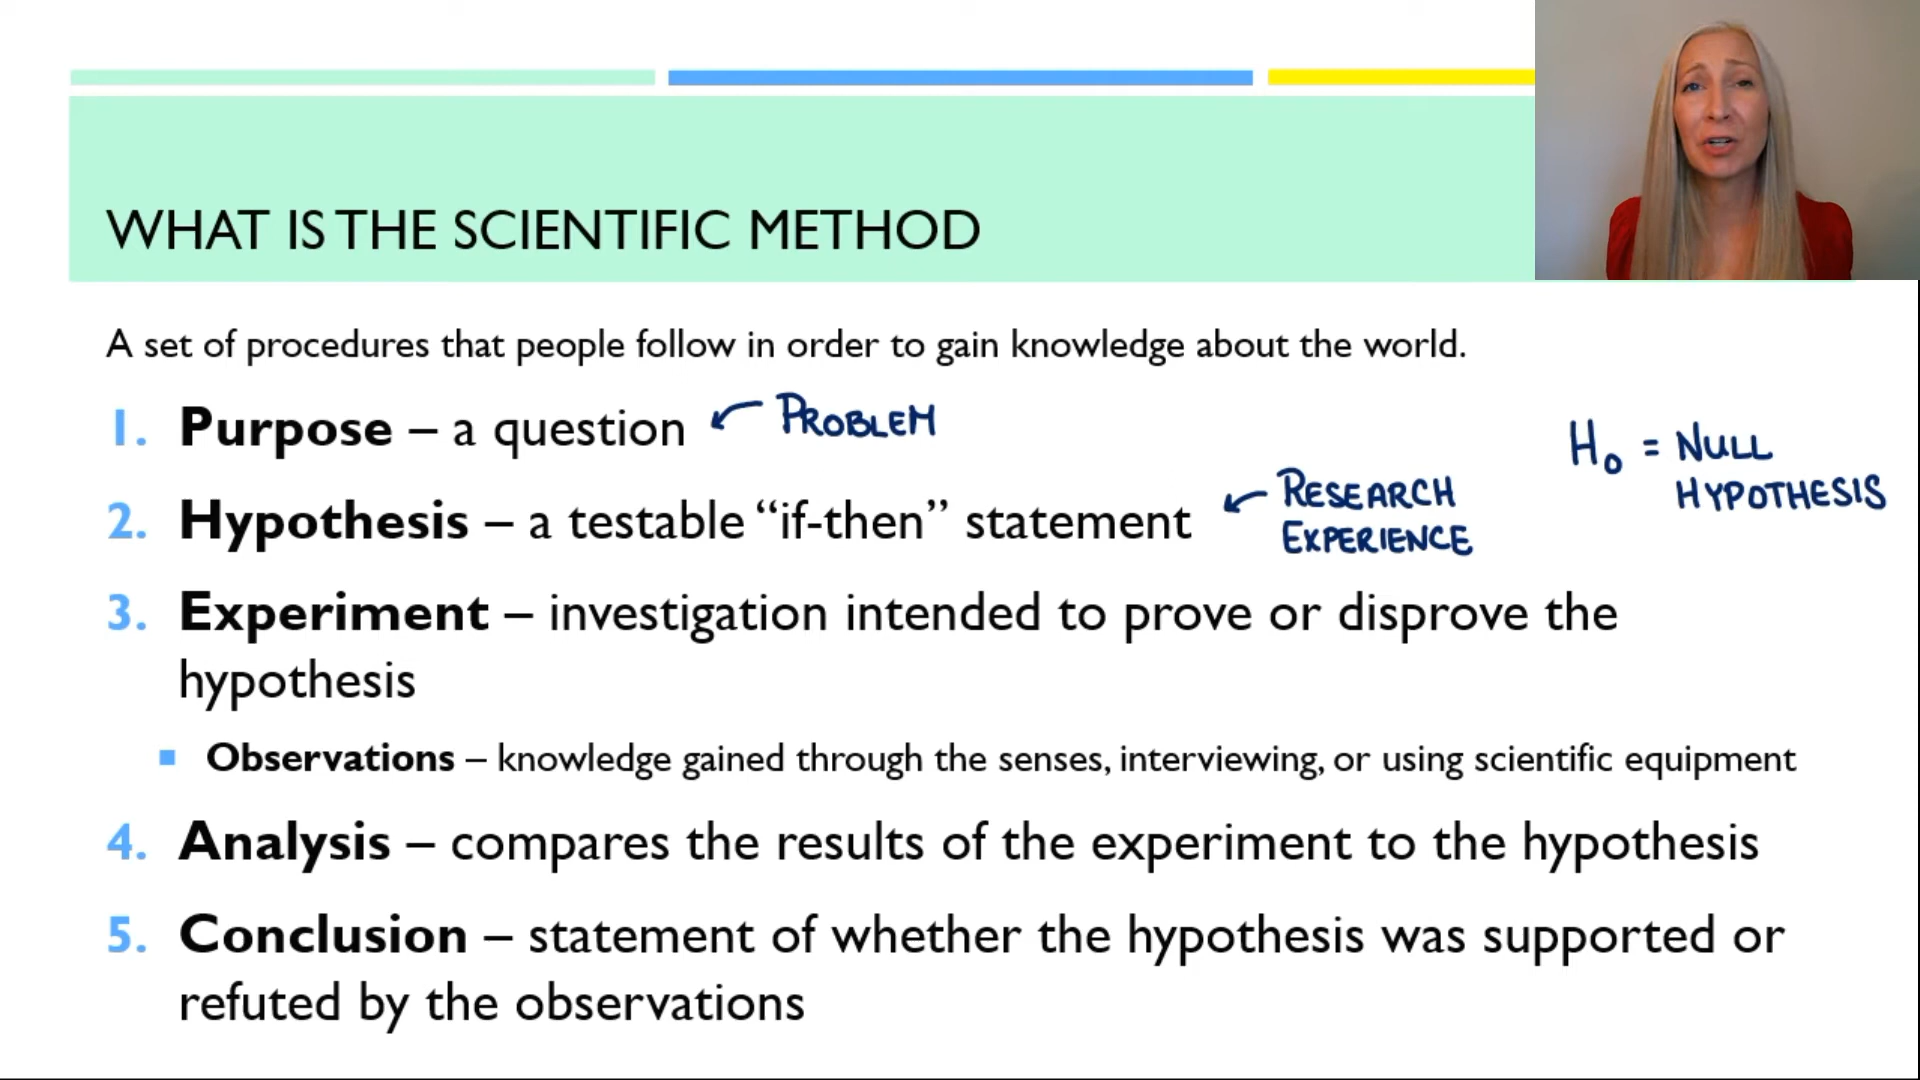 WHAT IS THE SCIENTIFIC METHOD
A set of procedures that people follow in order to gain knowledge about the world.
1. Purpose – a question
PROBLEM
H₀ = NULL
HYPOTHESIS
2. Hypothesis – a testable “if-then” statement
RESEARCH
EXPERIENCE
3. Experiment – investigation intended to prove or disprove the
hypothesis
▪ Observations – knowledge gained through the senses, interviewing, or using scientific equipment
4. Analysis – compares the results of the experiment to the hypothesis
5. Conclusion – statement of whether the hypothesis was supported or
refuted by the observations